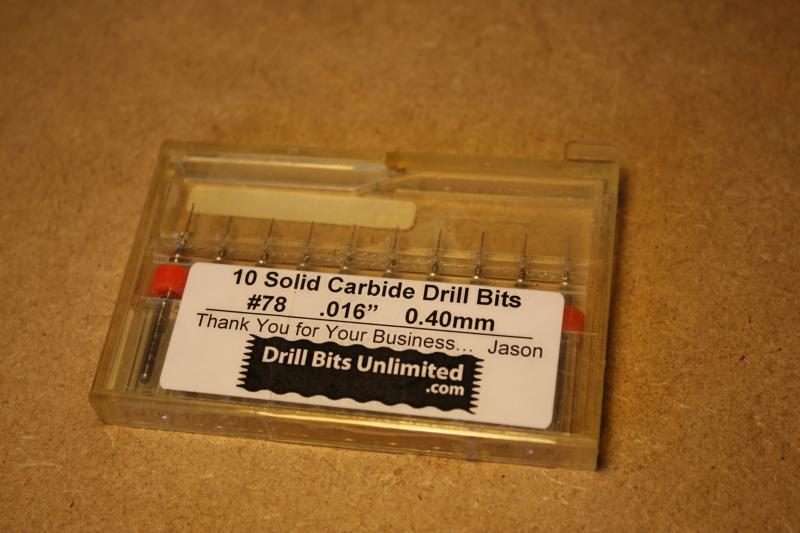 10 Solid Carbide Drill Bits
#78 .016” 0.40mm
Thank You for Your Business... Jason
Drill Bits Unlimited
.com